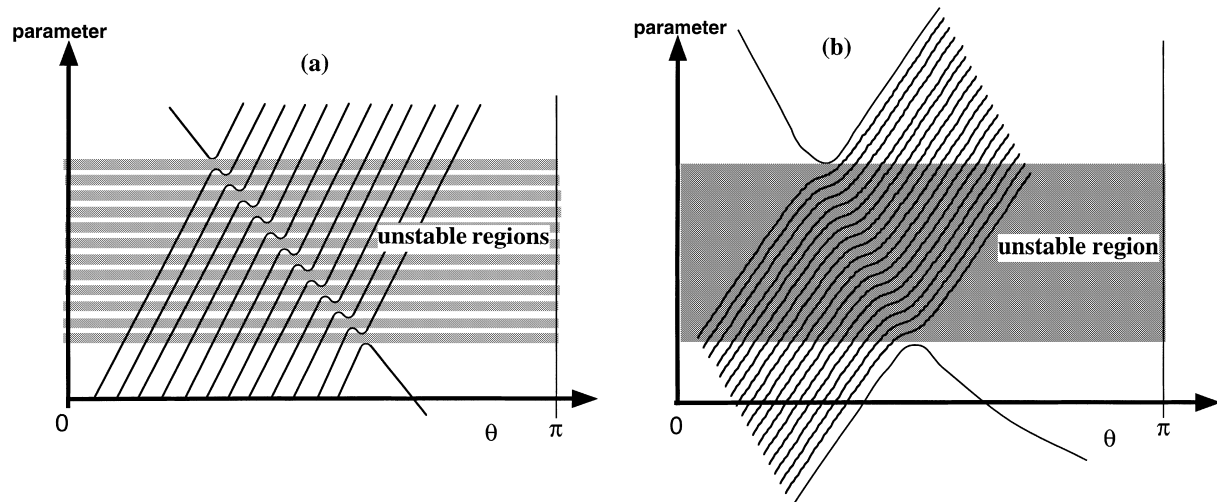 parameter
(a)
unstable regions
0
θ
π
parameter
(b)
unstable region
0
θ
π